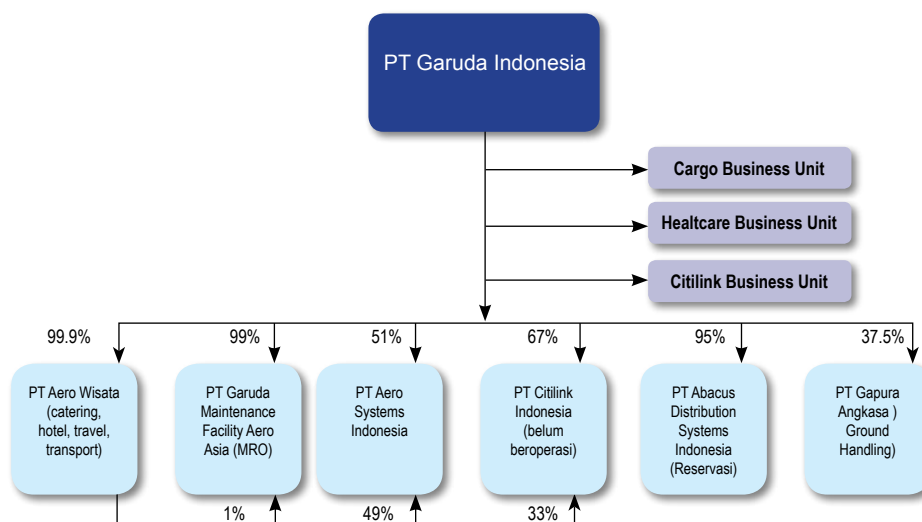 PT Garuda Indonesia
Cargo Business Unit
Healtcare Business Unit
Citilink Business Unit
99.9%
99%
51%
67%
95%
37.5%
PT Aero Wisata
(catering,
hotel, travel,
transport)
PT Garuda
Maintenance
Facility Aero
Asia (MRO)
PT Aero
Systems
Indonesia
PT Citilink
Indonesia
(belum
beroperasi)
PT Abacus
Distribution
Systems
Indonesia
(Reservasi)
PT Gapura
Angkasa )
Ground
Handling)
1%
49%
33%